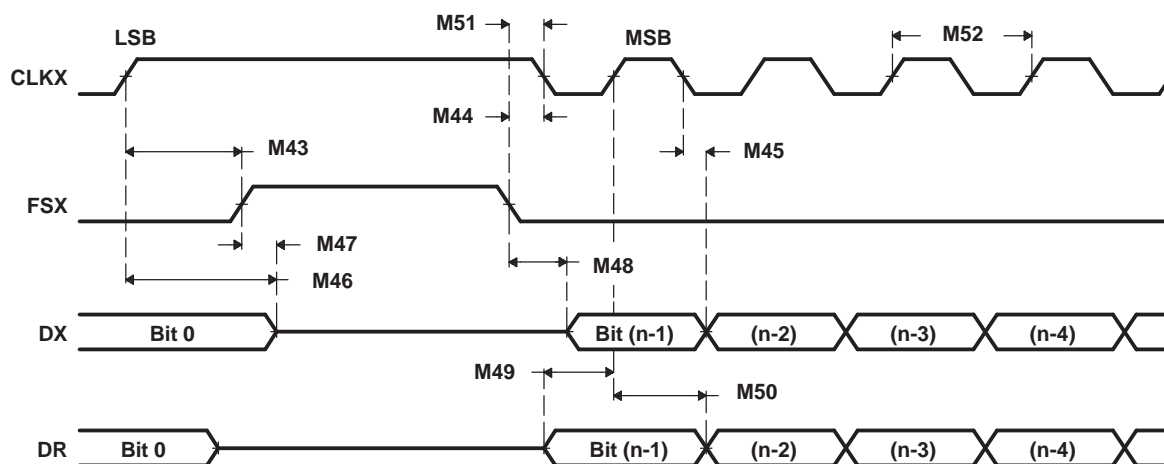 LSB M51 MSB M52
CLKX
M44
M43 M45
FSX
M47
M48
M46
DX Bit 0 Bit (n-1) (n-2) (n-3) (n-4)
M49
M50
DR Bit 0 Bit (n-1) (n-2) (n-3) (n-4)